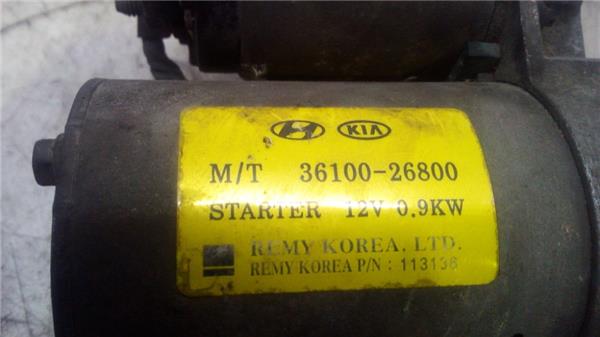 KIA
M/T 36100-26800
STARTER 12V 0.9KW
REMY KOREA. LTD.
REMY KOREA P/N : 113136